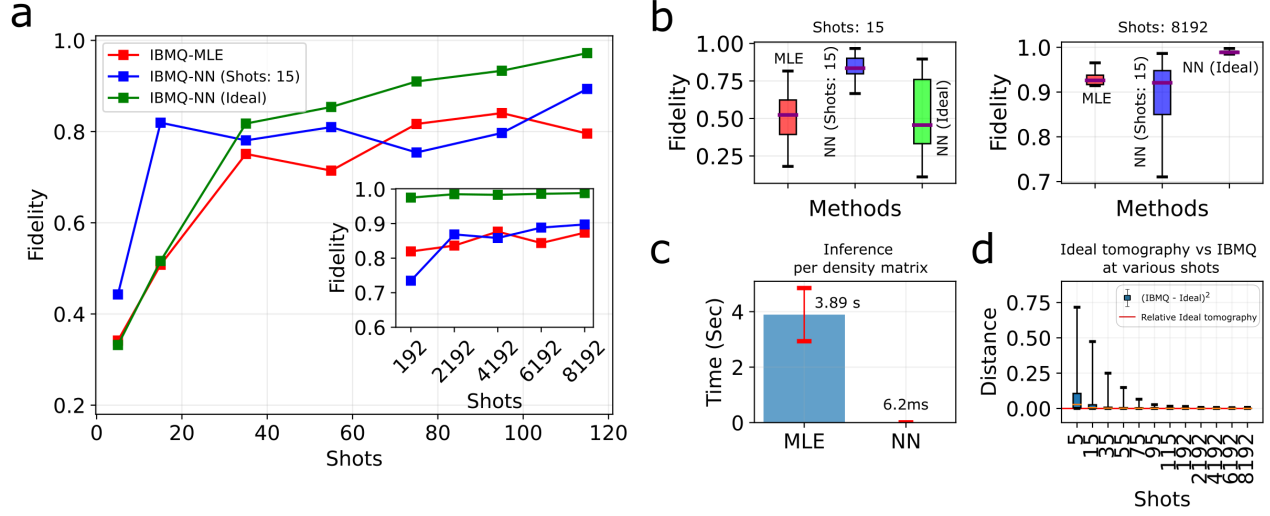 a
1.0
0.8
0.6
0.4
0.2
Fidelity
0
20
40
60
80
100
120
Shots
IBMQ-MLE
IBMQ-NN (Shots: 15)
IBMQ-NN (Ideal)
1.0
0.9
0.8
0.7
0.6
Fidelity
192
2192
4192
6192
8192
Shots
b
Shots: 15
1.00
0.75
0.50
0.25
Fidelity
MLE
NN (Shots: 15)
NN (Ideal)
Methods
Shots: 8192
1.0
0.9
0.8
0.7
Fidelity
MLE
NN (Shots: 15)
NN (Ideal)
Methods
c
Inference
per density matrix
4
2
0
Time (Sec)
3.89 s
6.2ms
MLE
NN
d
Ideal tomography vs IBMQ
at various shots
0.75
0.50
0.25
0.00
Distance
(IBMQ - Ideal)²
Relative Ideal tomography
5
15
35
55
75
95
115
192
2192
4192
6192
8192
Shots